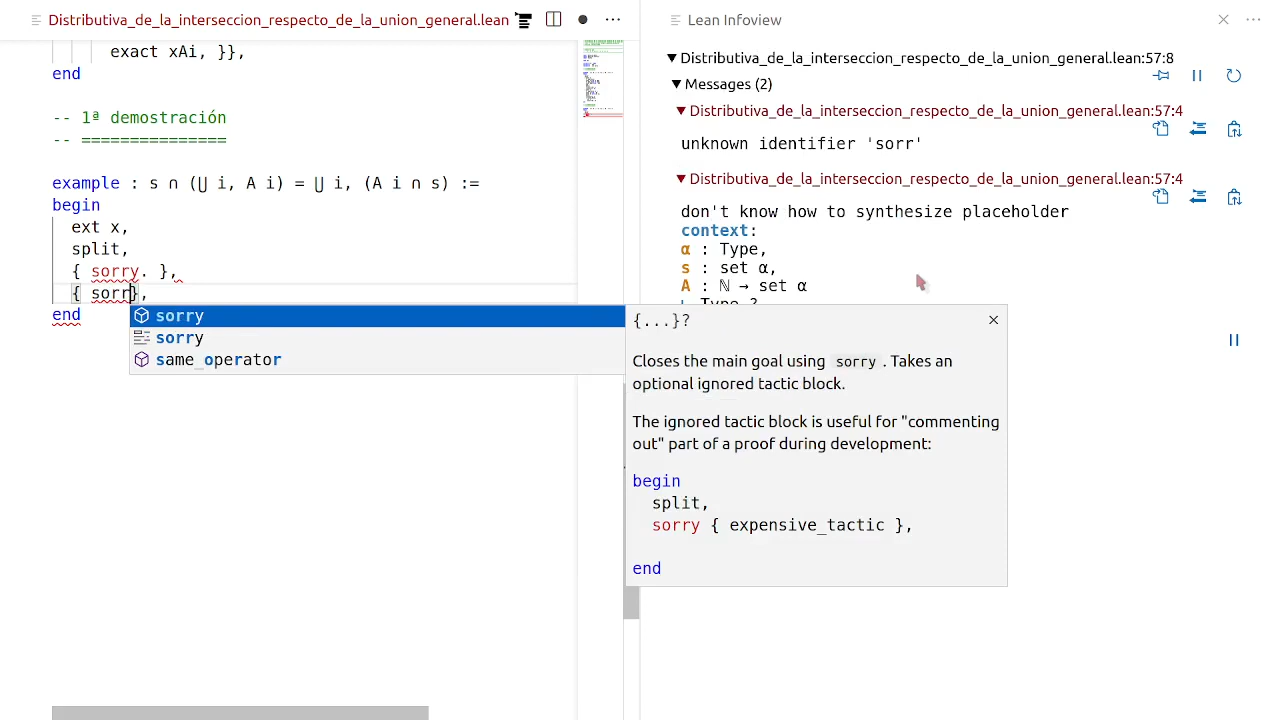 Distributiva_de_la_interseccion_respecto_de_la_union_general.lean
exact xAi, }},
end
-- 1ª demostración
-- ===============
example : s ∩ (⋃ i, A i) = ⋃ i, (A i ∩ s) :=
begin
ext x,
split,
{ sorry. },
{ sorr},
end
sorry
sorry
same_operator
Lean Infoview
Distributiva_de_la_interseccion_respecto_de_la_union_general.lean:57:8
Messages (2)
Distributiva_de_la_interseccion_respecto_de_la_union_general.lean:57:4
unknown identifier 'sorr'
Distributiva_de_la_interseccion_respecto_de_la_union_general.lean:57:4
don't know how to synthesize placeholder
context:
α : Type,
s : set α,
A : ℕ → set α
{...}?
Closes the main goal using sorry . Takes an
optional ignored tactic block.
The ignored tactic block is useful for "commenting
out" part of a proof during development:
begin
split,
sorry { expensive_tactic },
end